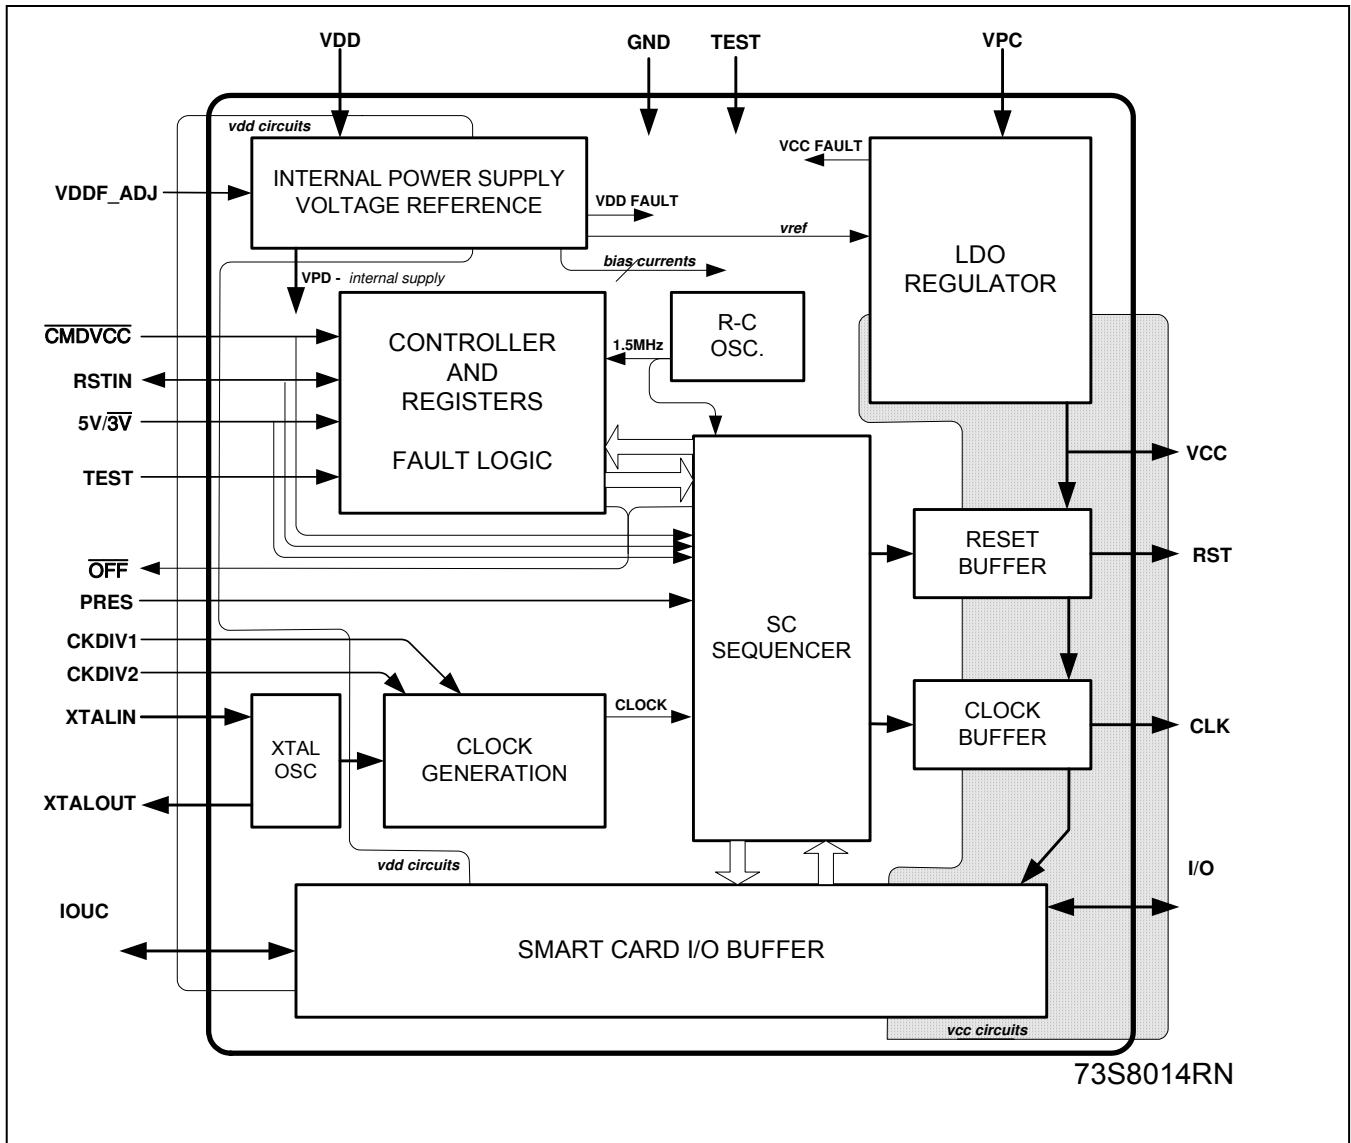 VDD
GND
TEST
VPC
vdd circuits
VCC FAULT
INTERNAL POWER SUPPLY
VOLTAGE REFERENCE
VDDF_ADJ
VDD FAULT
vref
LDO
REGULATOR
bias currents
VPD - internal supply
CMDVCC
RSTIN
5V/3V
TEST
CONTROLLER
AND
REGISTERS
FAULT LOGIC
1.5MHz
R-C
OSC.
VCC
RESET
BUFFER
RST
OFF
PRES
SC
SEQUENCER
CKDIV1
CKDIV2
XTALIN
XTALOUT
XTAL
OSC
CLOCK
GENERATION
CLOCK
CLOCK
BUFFER
CLK
vdd circuits
I/O
IOUC
SMART CARD I/O BUFFER
vcc circuits
73S8014RN